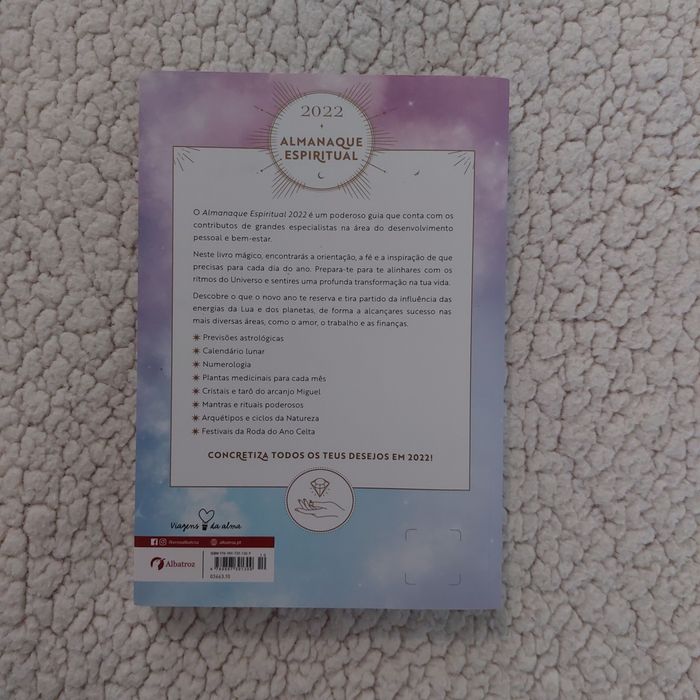 2022
ALMANAQUE
ESPIRITUAL
O Almanaque Espiritual 2022 é um poderoso guia que conta com os
contributos de grandes especialistas na área do desenvolvimento
pessoal e bem-estar.
Neste livro mágico, encontrarás a orientação, a fé e a inspiração de que
precisas para cada dia do ano. Prepara-te para te alinhares com os
ritmos do Universo e sentires uma profunda transformação na tua vida.
Descobre o que o novo ano te reserva e tira partido da influência das
energias da Lua e dos planetas, de forma a alcançares sucesso nas
mais diversas áreas, como o amor, o trabalho e as finanças.
Previsões astrológicas
Calendário lunar
Numerologia
Plantas medicinais para cada mês
Cristais e tarô do arcanjo Miguel
Mantras e rituais poderosos
Arquétipos e ciclos da Natureza
Festivais da Roda do Ano Celta
CONCRETIZA TODOS OS TEUS DESEJOS EM 2022!
Viagens da alma
albatroz.pt
Albatroz
ISBN
03663.10